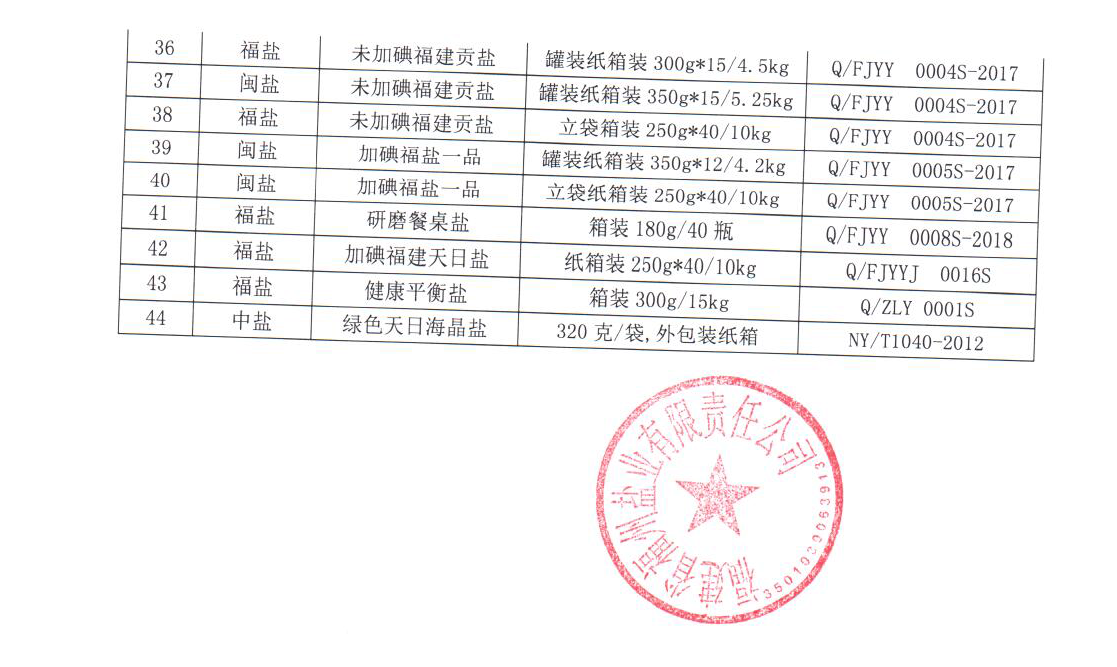 36 福盐 未加碘福建贡盐 罐装纸箱装 300g*15/4.5kg Q/FJYY 0004S-2017
37 闽盐 未加碘福建贡盐 罐装纸箱装 350g*15/5.25kg Q/FJYY 0004S-2017
38 福盐 未加碘福建贡盐 立袋箱装 250g*40/10kg Q/FJYY 0004S-2017
39 闽盐 加碘福盐一品 罐装纸箱装 350g*12/4.2kg Q/FJYY 0005S-2017
40 闽盐 加碘福盐一品 立袋纸箱装 250g*40/10kg Q/FJYY 0005S-2017
41 福盐 研磨餐桌盐 箱装 180g/40 瓶 Q/FJYY 0008S-2018
42 福盐 加碘福建天日盐 纸箱装 250g*40/10kg Q/FJYYJ 0016S
43 福盐 健康平衡盐 箱装 300g/15kg Q/ZLY 0001S
44 中盐 绿色天日海晶盐 320 克/袋,外包装纸箱 NY/T1040-2012
福建省福州盐业有限责任公司